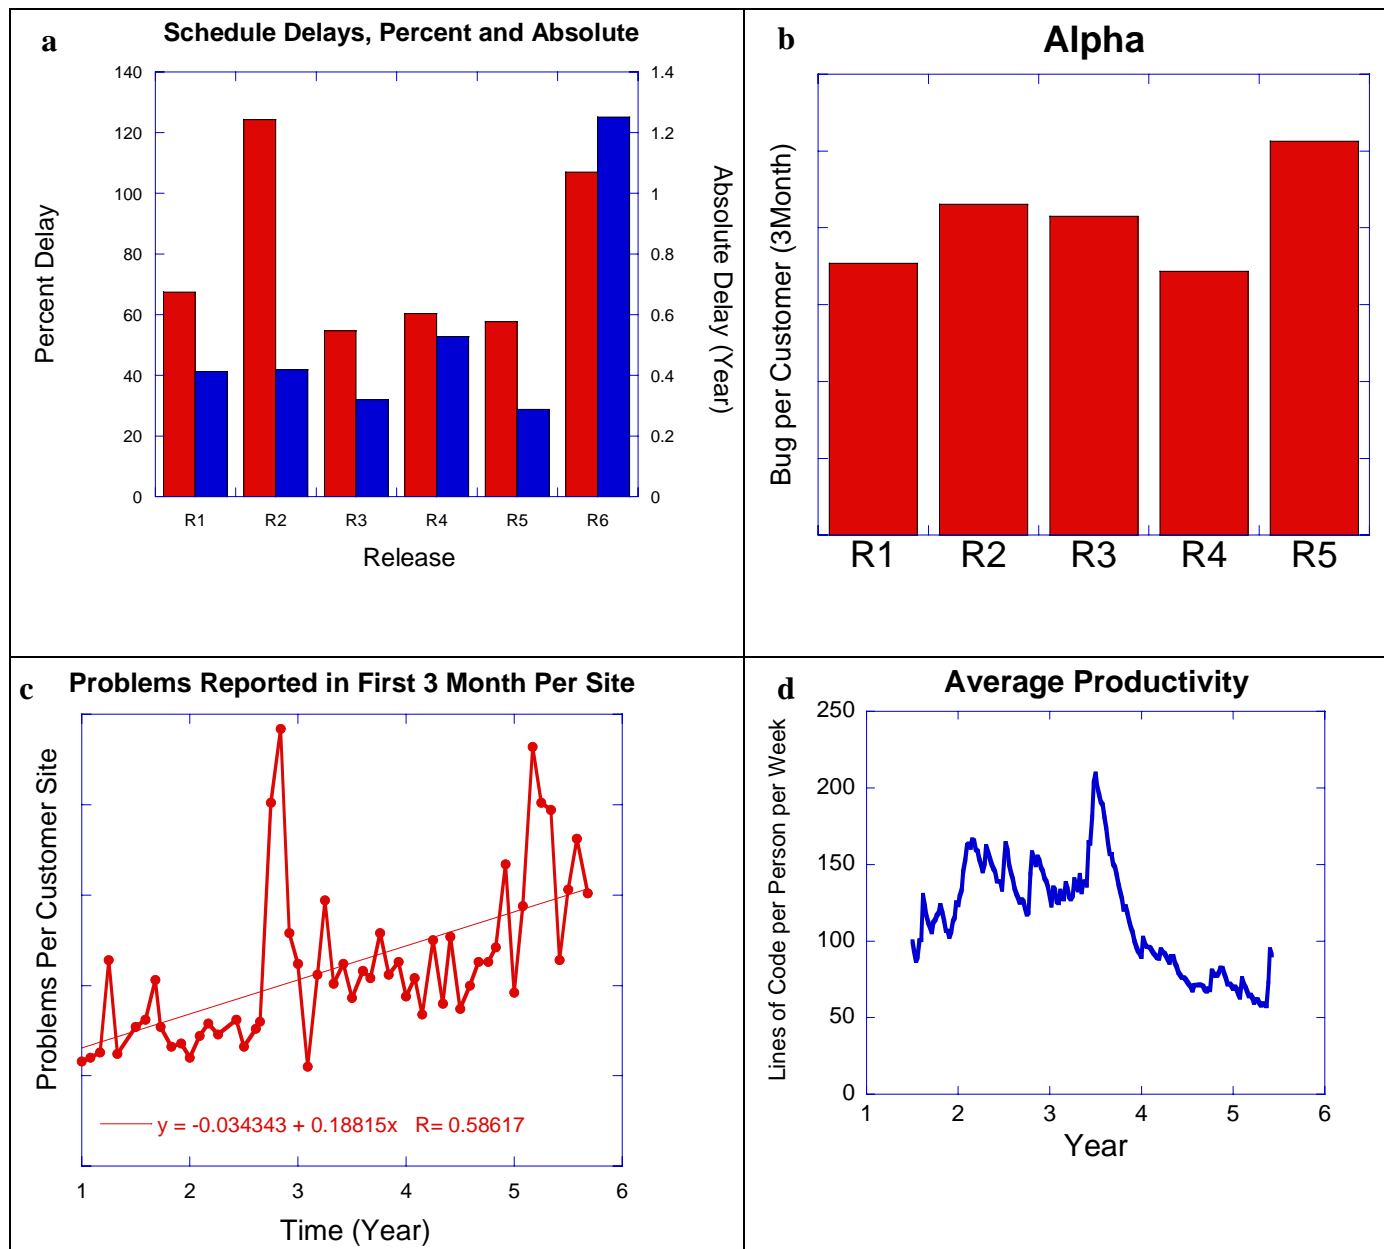 a
Schedule Delays, Percent and Absolute
Percent Delay
140
120
100
80
60
40
20
0
1.4
1.2
1
0.8
0.6
0.4
0.2
0
Absolute Delay (Year)
R1 R2 R3 R4 R5 R6
Release
b
Alpha
Bug per Customer (3Month)
R1 R2 R3 R4 R5
c
Problems Reported in First 3 Month Per Site
Problems Per Customer Site
y = -0.034343 + 0.18815x R= 0.58617
1 2 3 4 5 6
Time (Year)
d
Average Productivity
Lines of Code per Person per Week
250
200
150
100
50
0
1 2 3 4 5 6
Year